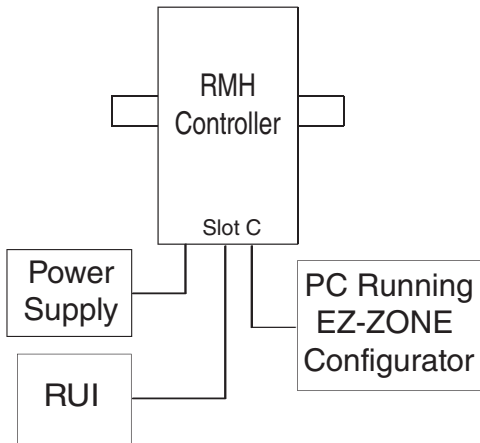 RMH
Controller
Slot C
Power
Supply
PC Running
EZ-ZONE
Configurator
RUI